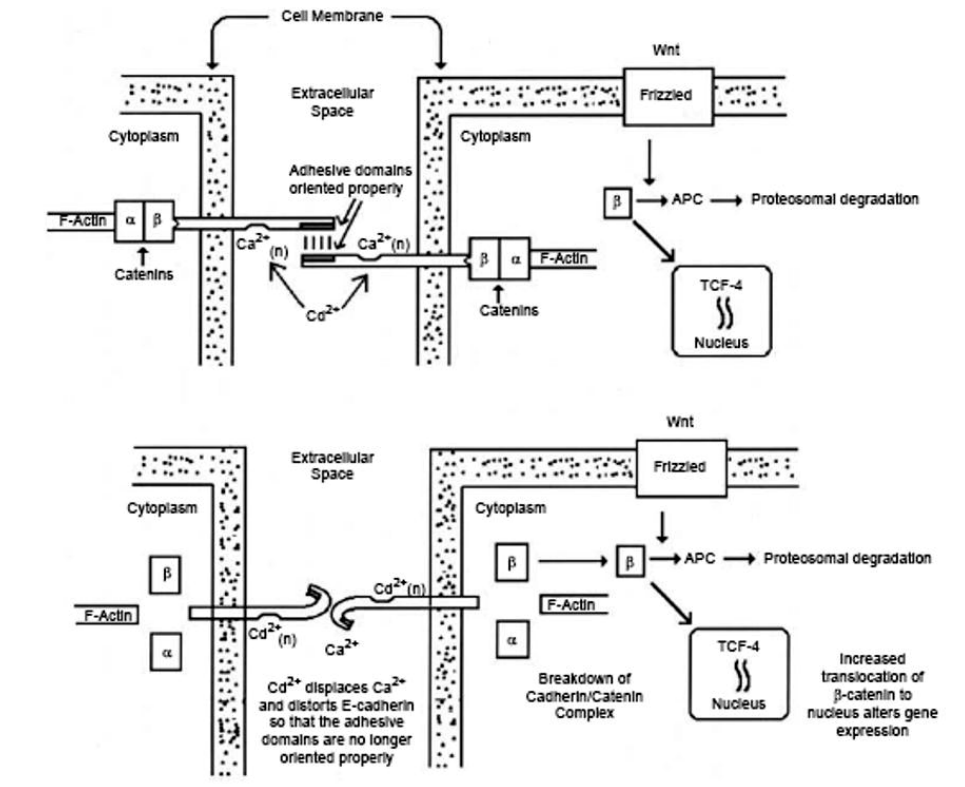 Cell Membrane
Wnt
Extracellular
Space
Frizzled
Cytoplasm
Cytoplasm
Adhesive domains
oriented properly
β → APC → Proteosomal degradation
F-Actin α β
Ca2+(n)
Ca2+(n)
β α F-Actin
Catenins
Cd2+
Catenins
TCF-4
Nucleus
Wnt
Extracellular
Space
Frizzled
Cytoplasm
Cytoplasm
β
β → β → APC → Proteosomal degradation
Cd2+(n)
F-Actin
F-Actin
Cd2+(n)
Ca2+
α
α
TCF-4
Nucleus
Cd2+ displaces Ca2+
and distorts E-cadherin
so that the adhesive
domains are no longer
oriented properly
Breakdown of
Cadherin/Catenin
Complex
Increased
translocation of
β-catenin to
nucleus alters gene
expression